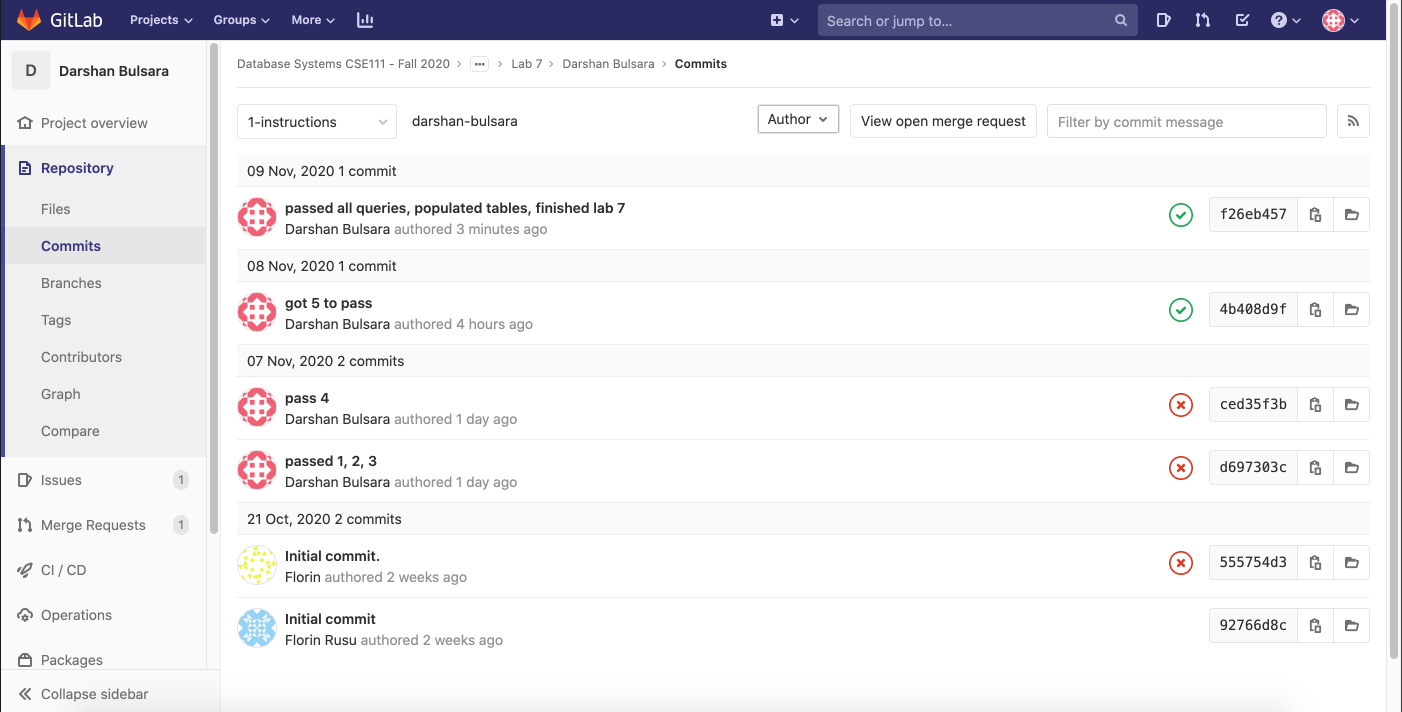 GitLab Projects Groups More Search or jump to...
D Darshan Bulsara
Project overview
Repository
Files
Commits
Branches
Tags
Contributors
Graph
Compare
Issues 1
Merge Requests 1
CI / CD
Operations
Packages
Collapse sidebar
Database Systems CSE111 - Fall 2020 > ... > Lab 7 > Darshan Bulsara > Commits
1-instructions darshan-bulsara Author View open merge request Filter by commit message
09 Nov, 2020 1 commit
passed all queries, populated tables, finished lab 7
Darshan Bulsara authored 3 minutes ago f26eb457
08 Nov, 2020 1 commit
got 5 to pass
Darshan Bulsara authored 4 hours ago 4b408d9f
07 Nov, 2020 2 commits
pass 4
Darshan Bulsara authored 1 day ago ced35f3b
passed 1, 2, 3
Darshan Bulsara authored 1 day ago d697303c
21 Oct, 2020 2 commits
Initial commit.
Florin authored 2 weeks ago 555754d3
Initial commit
Florin Rusu authored 2 weeks ago 92766d8c